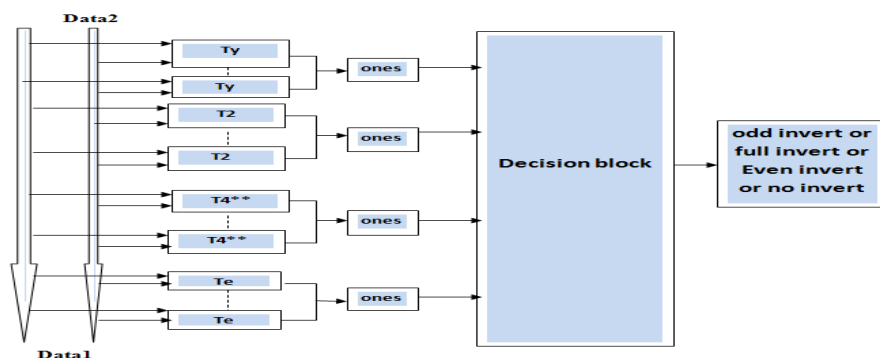 Data2
Ty
Ty
ones
T2
T2
ones
T4**
T4**
ones
Te
Te
ones
Decision block
odd invert or
full invert or
Even invert
or no invert
Data1